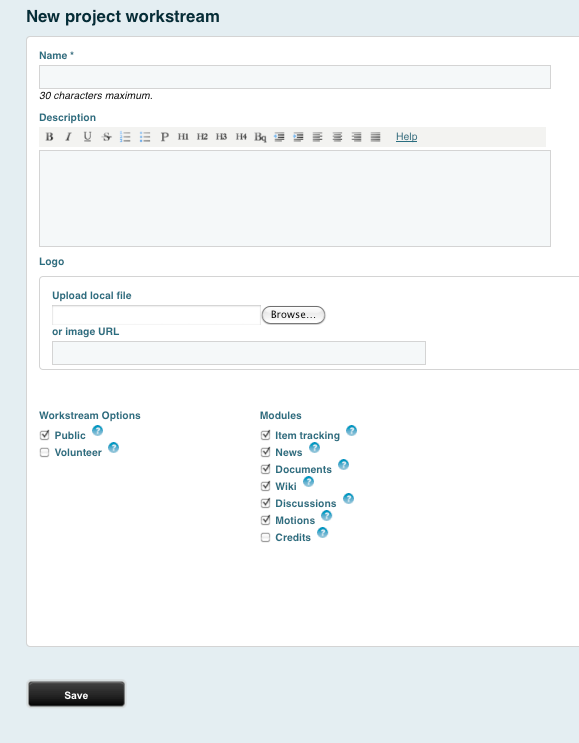 New project workstream
Name *
30 characters maximum.
Description
B I U S P H1 H2 H3 H4 Bq Help
Logo
Upload local file
Browse...
or image URL
Workstream Options
Public ?
Volunteer ?
Modules
Item tracking ?
News ?
Documents ?
Wiki ?
Discussions ?
Motions ?
Credits ?
Save